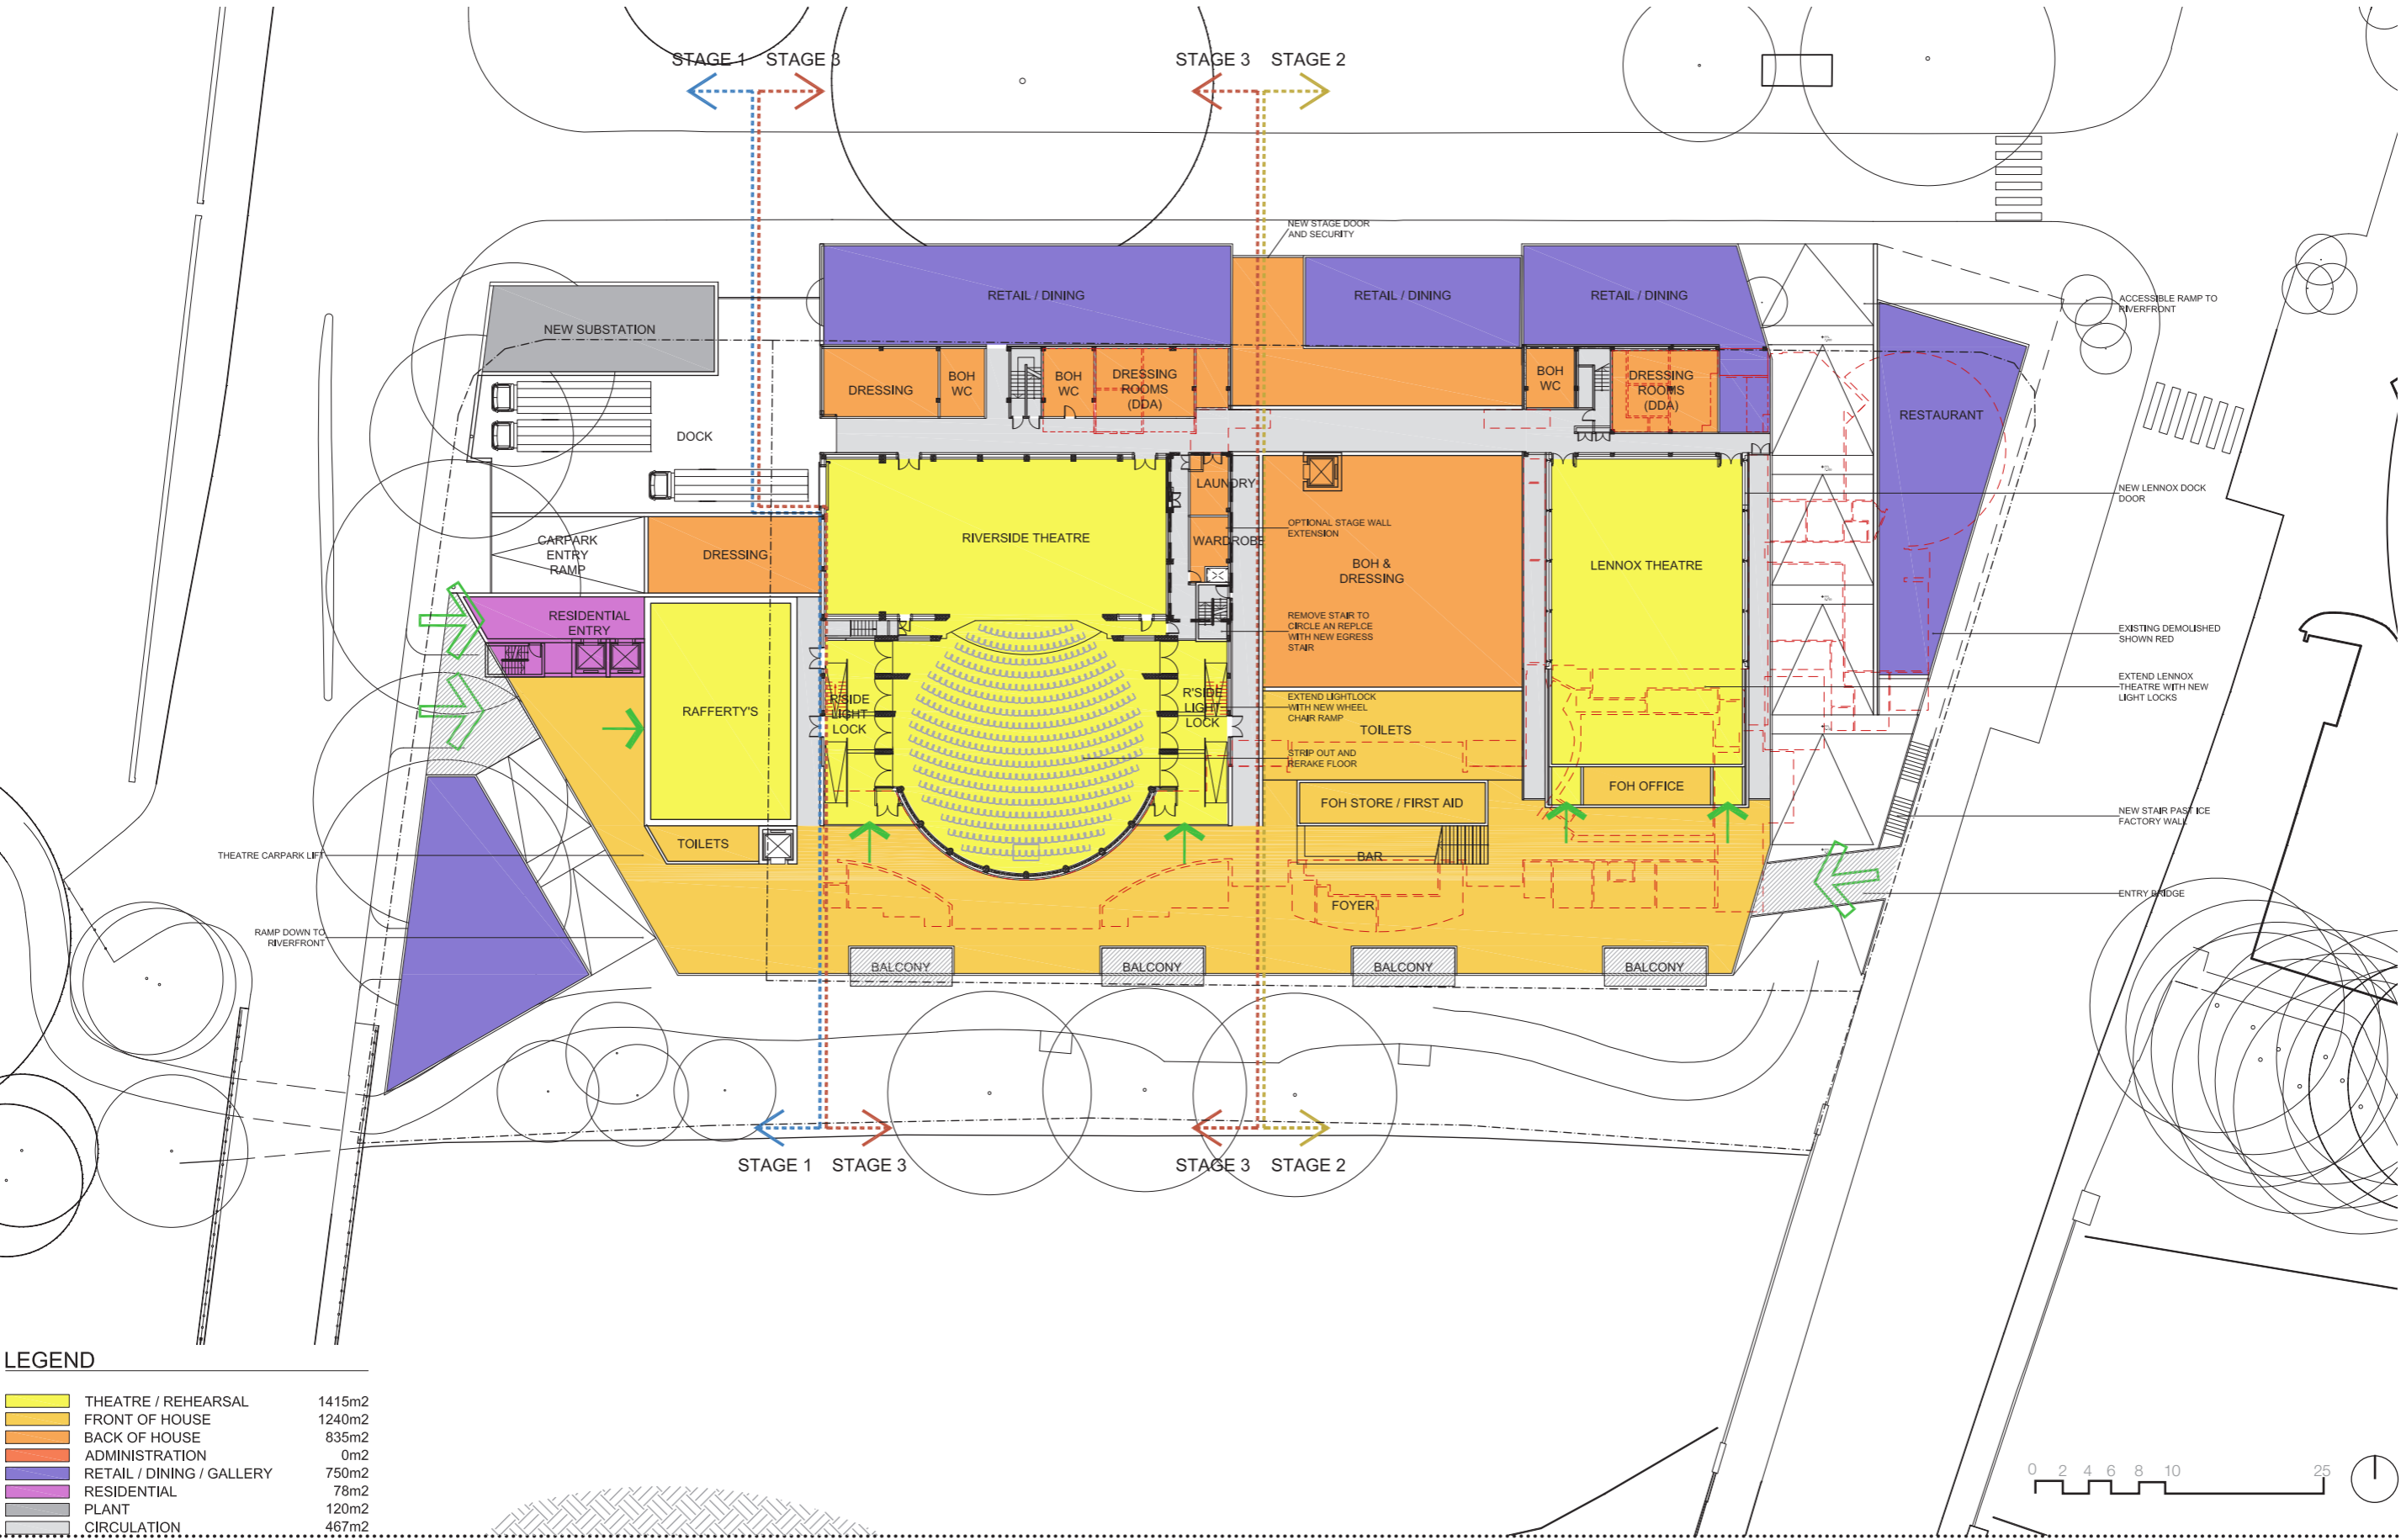 STAGE 1 STAGE 3
STAGE 3 STAGE 2
NEW STAGE DOOR
AND SECURITY
RETAIL / DINING
RETAIL / DINING
RETAIL / DINING
ACCESSIBLE RAMP TO
RIVERFRONT
NEW SUBSTATION
DRESSING
BOH
WC
BOH
WC
DRESSING
ROOMS
(DDA)
BOH
WC
DRESSING
ROOMS
(DDA)
RESTAURANT
DOCK
LAUNDRY
NEW LENNOX DOCK
DOOR
OPTIONAL STAGE WALL
EXTENSION
CARPARK
ENTRY
RAMP
DRESSING
RIVERSIDE THEATRE
WARDROBE
BOH &
DRESSING
LENNOX THEATRE
RESIDENTIAL
ENTRY
REMOVE STAIR TO
CIRCLE AN REPLCE
WITH NEW EGRESS
STAIR
EXISTING DEMOLISHED
SHOWN RED
RAFFERTY'S
R'SIDE
LIGHT
LOCK
R'SIDE
LIGHT
LOCK
EXTEND LIGHTLOCK
WITH NEW WHEEL
CHAIR RAMP
EXTEND LENNOX
THEATRE WITH NEW
LIGHT LOCKS
TOILETS
STRIP OUT AND
RERAKE FLOOR
FOH OFFICE
FOH STORE / FIRST AID
NEW STAIR PAST ICE
FACTORY WALL
TOILETS
THEATRE CARPARK LIFT
BAR
ENTRY BRIDGE
FOYER
RAMP DOWN TO
RIVERFRONT
BALCONY
BALCONY
BALCONY
BALCONY
STAGE 1 STAGE 3
STAGE 3 STAGE 2
LEGEND
THEATRE / REHEARSAL 1415m2
FRONT OF HOUSE 1240m2
BACK OF HOUSE 835m2
ADMINISTRATION 0m2
RETAIL / DINING / GALLERY 750m2
RESIDENTIAL 78m2
PLANT 120m2
CIRCULATION 467m2
0 2 4 6 8 10 25